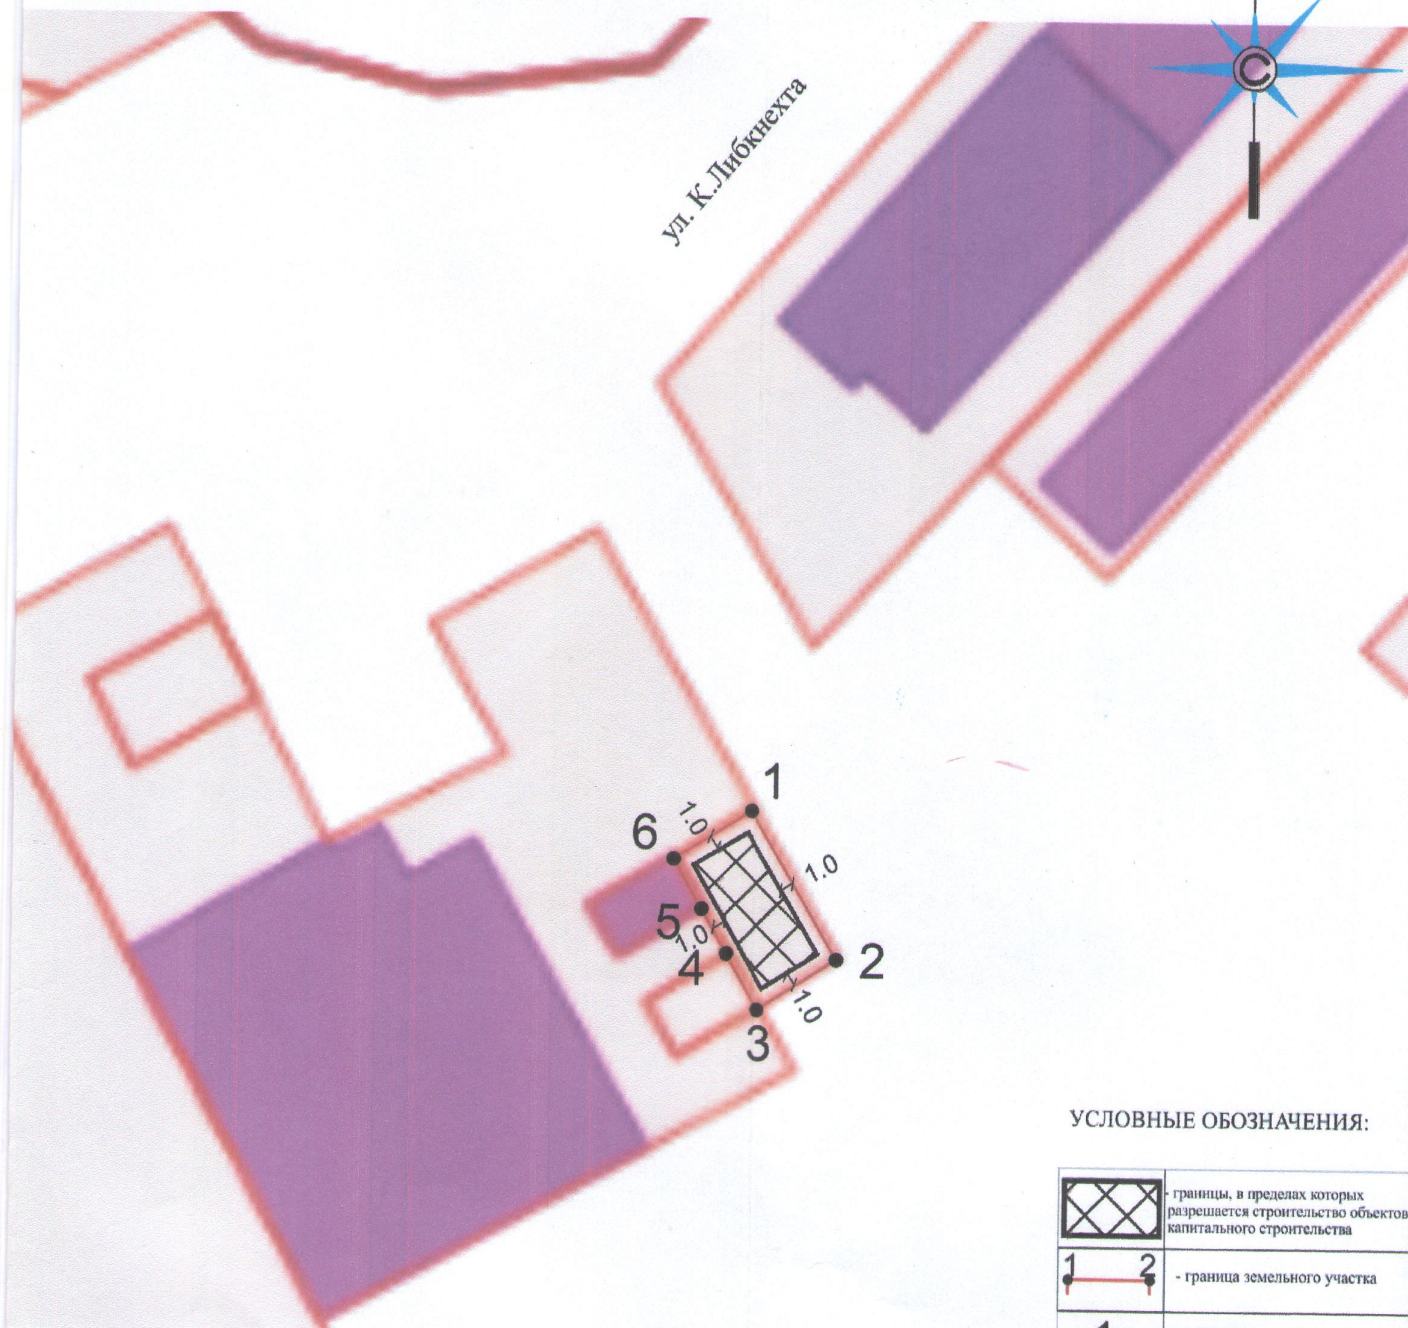 С
ул. К.Либкнехта
1
6
1.0
1.0
5
1.0
4
2
1.0
3
УСЛОВНЫЕ ОБОЗНАЧЕНИЯ:
- границы, в пределах которых
разрешается строительство объектов
капитального строительства
1 2
- граница земельного участка